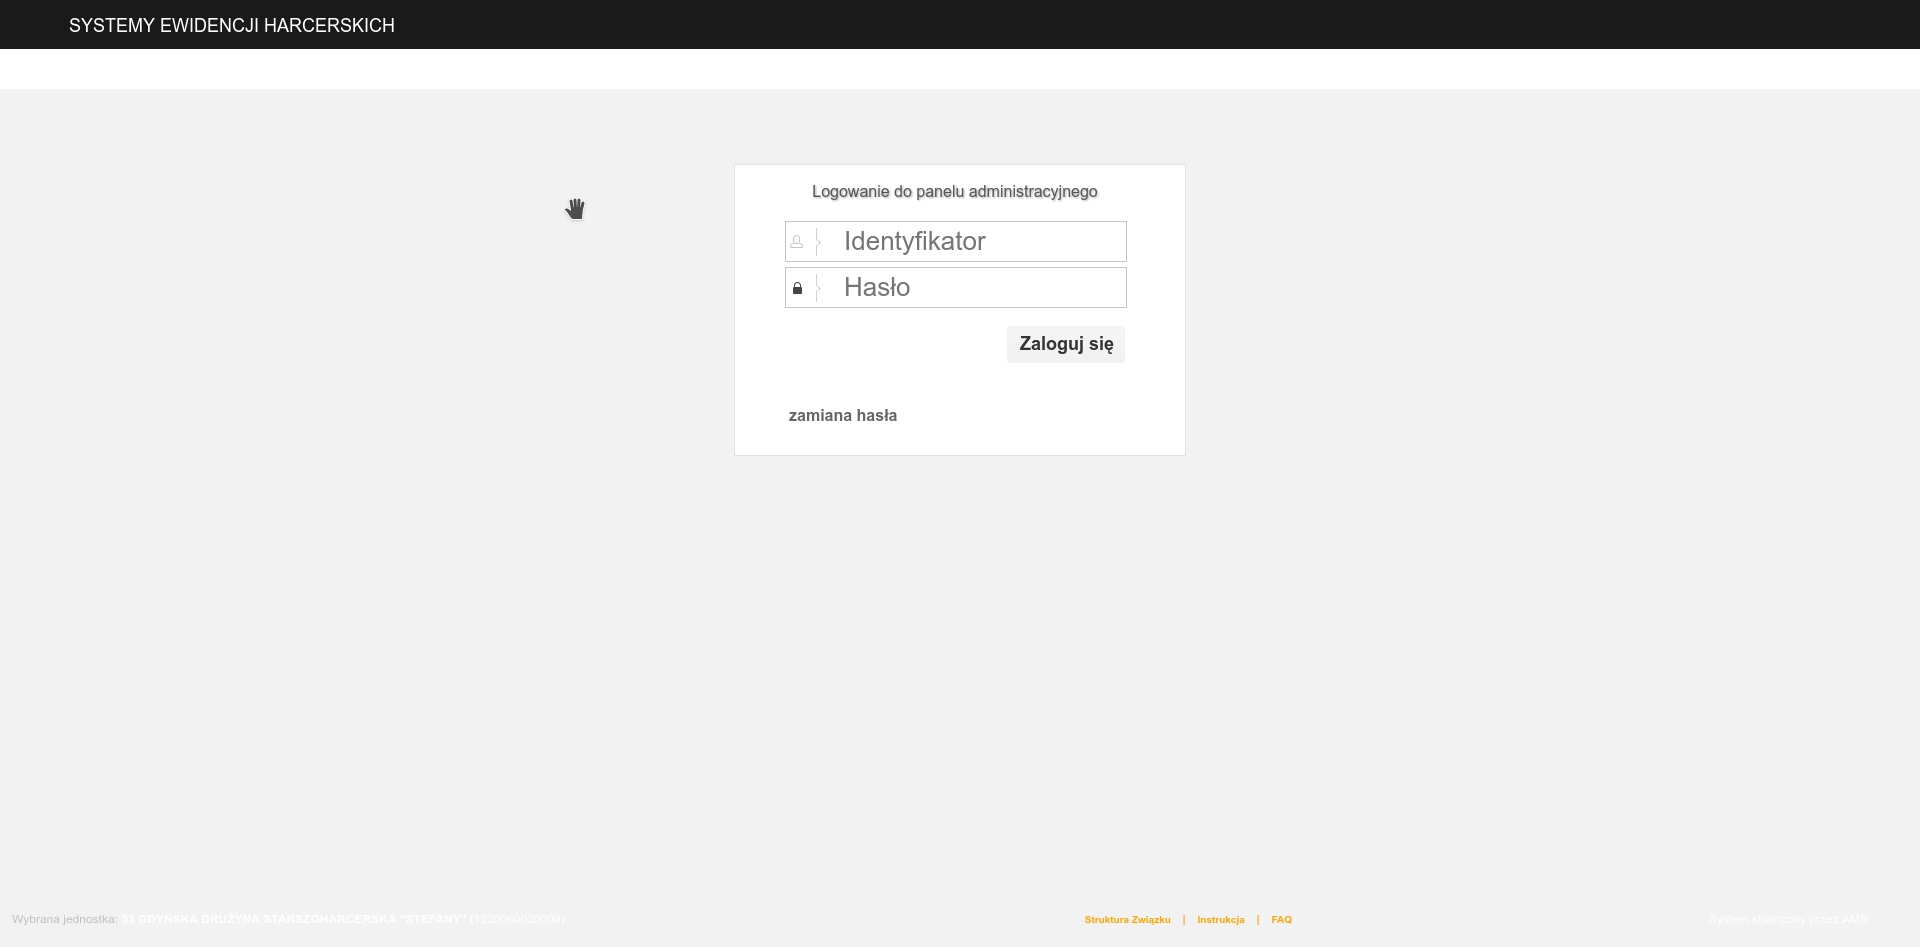 SYSTEMY EWIDENCJI HARCERSKICH
Logowanie do panelu administracyjnego
Identyfikator
Hasło
Zaloguj się
zamiana hasła
Wybrana jednostka: 53 GDYŃSKA DRUŻYNA STARSZOHARCERSKA "STEFANY" (1220060020000) Struktura Związku | Instrukcja | FAQ System stworzony przez AMS